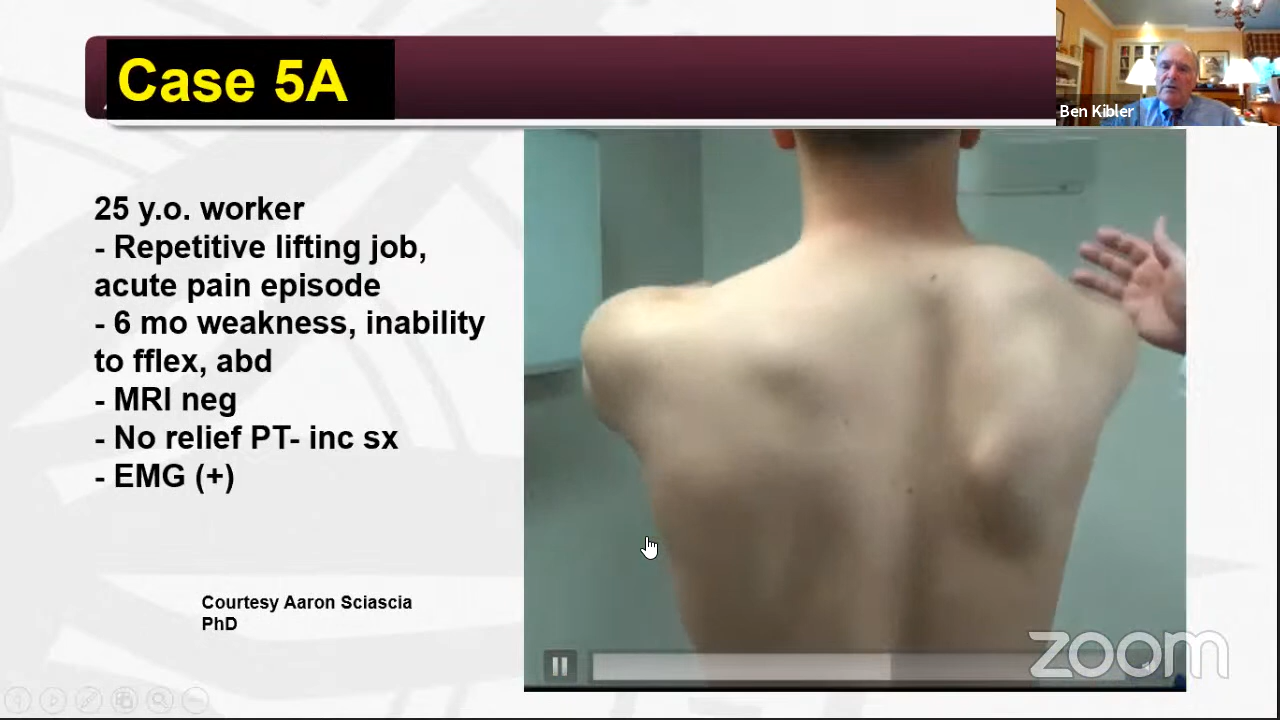 Case 5A
Ben Kibler
25 y.o. worker
- Repetitive lifting job,
acute pain episode
- 6 mo weakness, inability
to fflex, abd
- MRI neg
- No relief PT- inc sx
- EMG (+)
Courtesy Aaron Sciascia
PhD
zoom